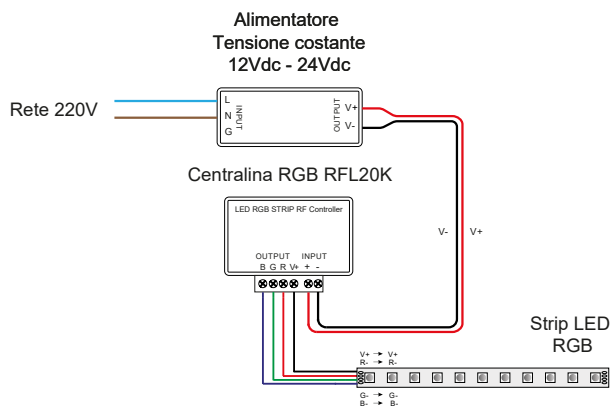 Alimentatore
Tensione costante
12Vdc - 24Vdc
Rete 220V
L
N
G
INPUT
OUTPUT
V+
V-
Centralina RGB RFL20K
LED RGB STRIP RF Controller
OUTPUT INPUT
B G R V+ + -
V- V+
Strip LED
RGB
V+ → V+
R- → R-
G- → G-
B- → B-